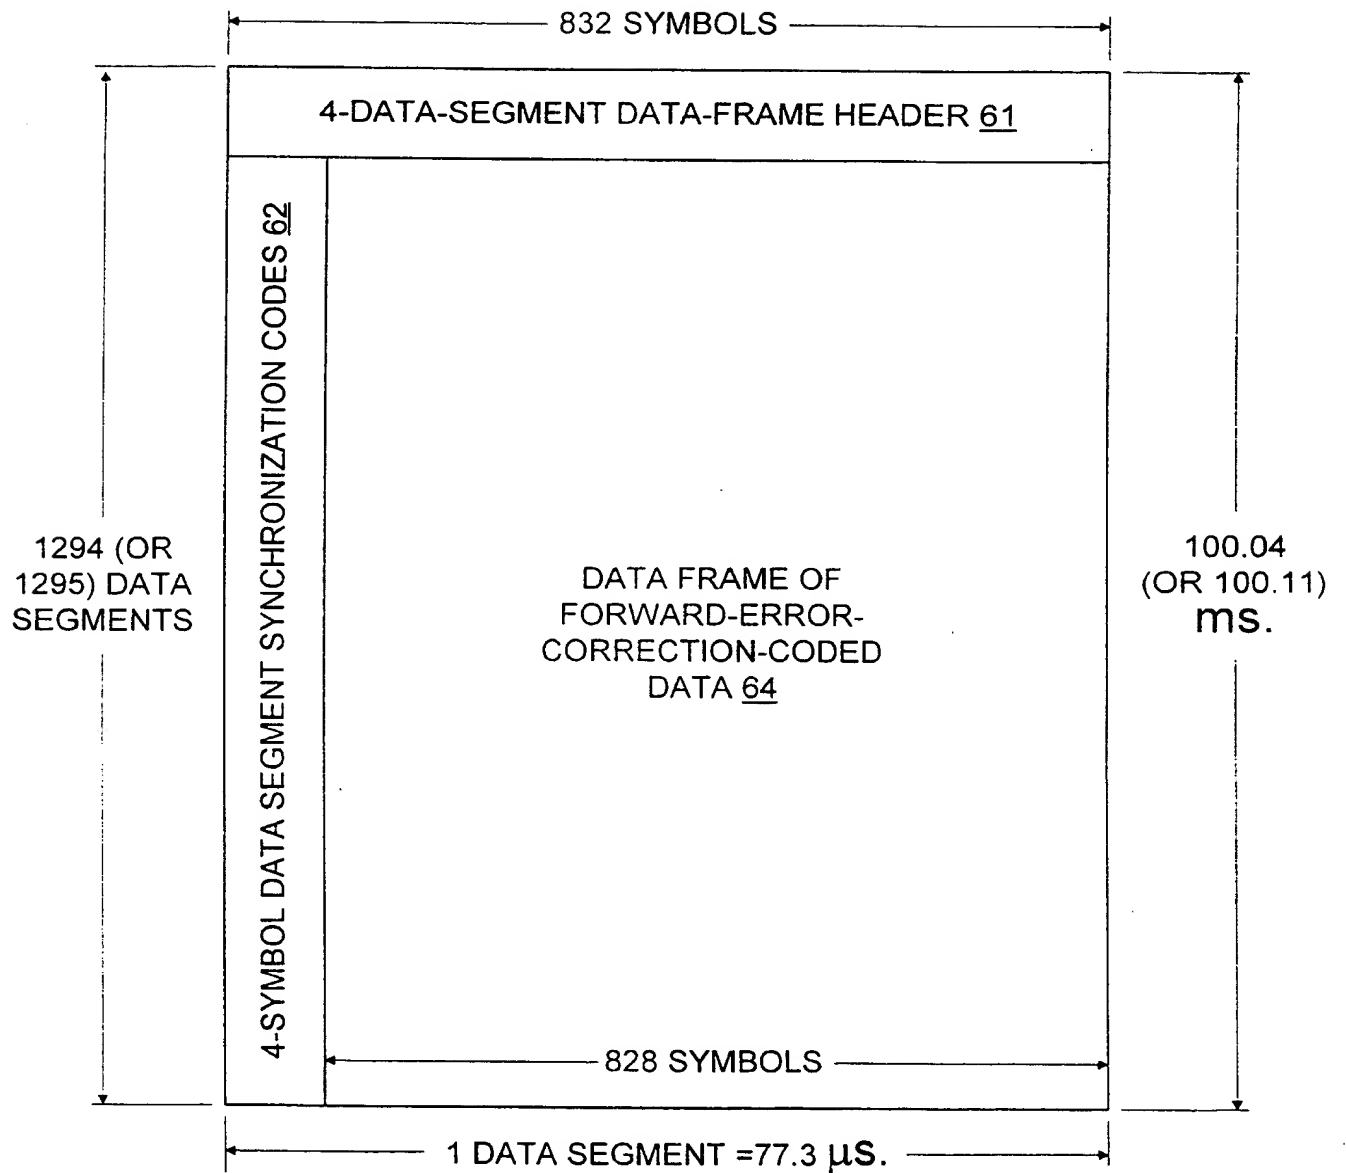 832 SYMBOLS
4-DATA-SEGMENT DATA-FRAME HEADER 61
4-SYMBOL DATA SEGMENT SYNCHRONIZATION CODES 62
1294 (OR
1295) DATA
SEGMENTS
DATA FRAME OF
FORWARD-ERROR-
CORRECTION-CODED
DATA 64
100.04
(OR 100.11)
ms.
828 SYMBOLS
1 DATA SEGMENT =77.3 µs.